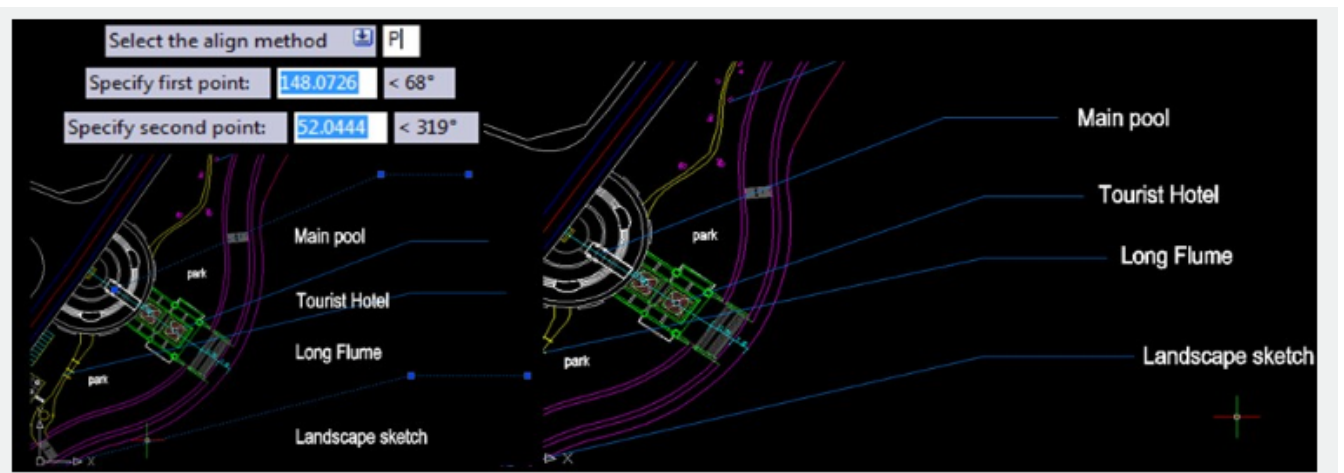 Select the align method P
Specify first point: 148.0726 < 68°
Specify second point: 52.0444 < 319°
Main pool
park
Tourist Hotel
Long Flume
park
Landscape sketch
X
Main pool
Tourist Hotel
park
Long Flume
Landscape sketch
park
X